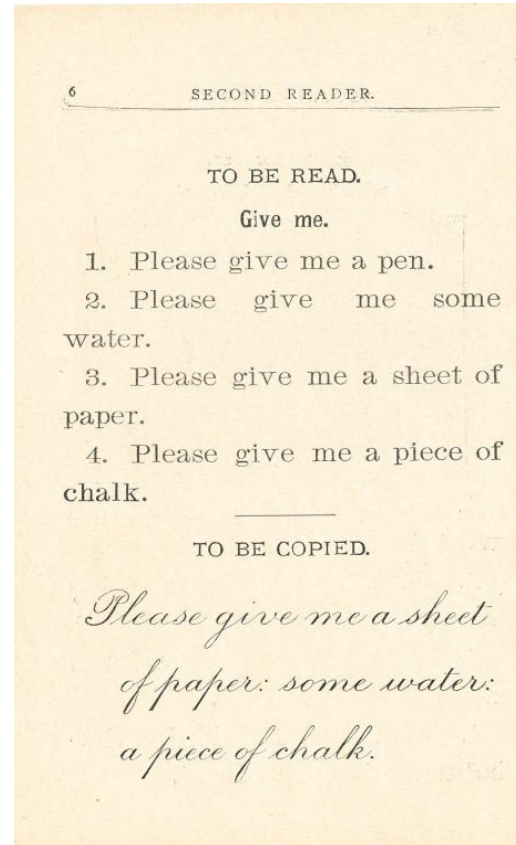 6 SECOND READER.
TO BE READ.
Give me.
1. Please give me a pen.
2. Please give me some
water.
3. Please give me a sheet of
paper.
4. Please give me a piece of
chalk.
TO BE COPIED.
Please give me a sheet
of paper: some water:
a piece of chalk.